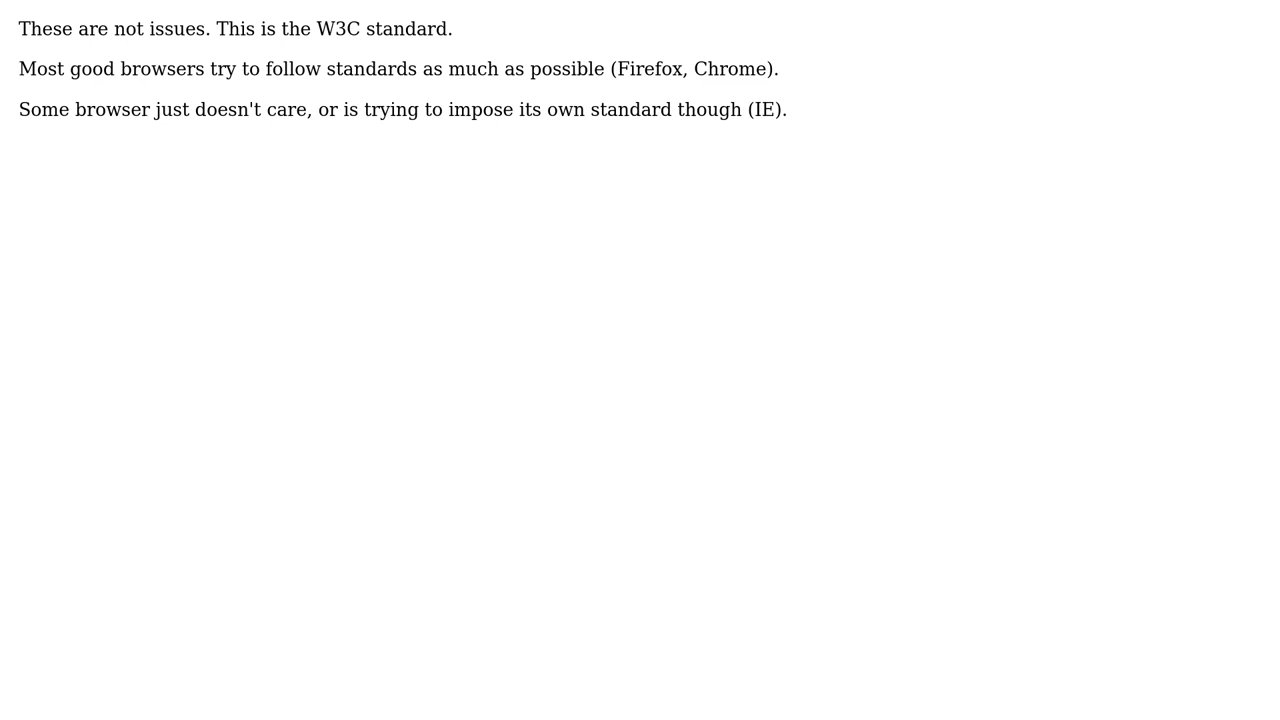 These are not issues. This is the W3C standard.
Most good browsers try to follow standards as much as possible (Firefox, Chrome).
Some browser just doesn't care, or is trying to impose its own standard though (IE).